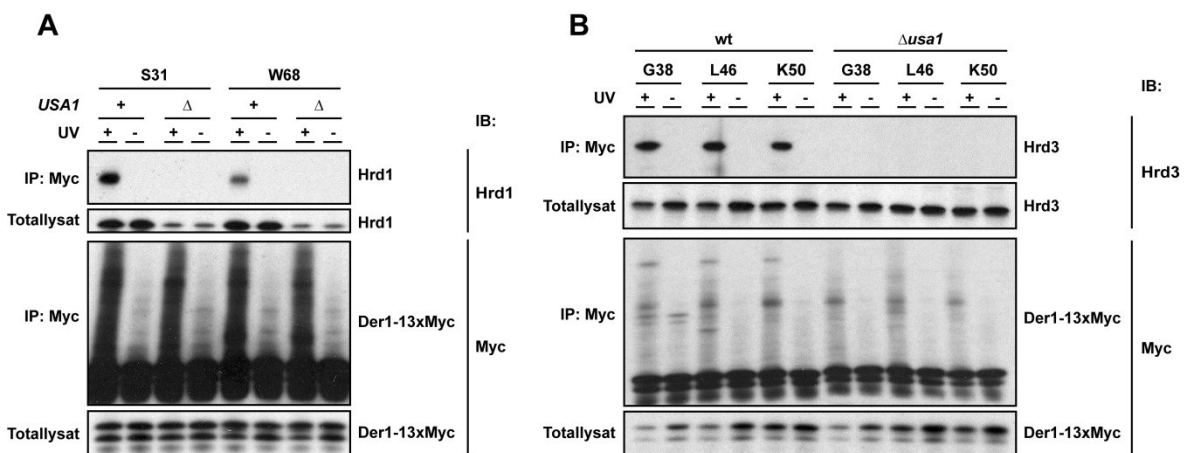 A
S31 W68
USA1 + Δ + Δ
UV + - + - + - + -
IB:
IP: Myc Hrd1
Totallysat Hrd1
Hrd1
IP: Myc Der1-13xMyc
Totallysat Der1-13xMyc
Myc
B
wt Δusa1
G38 L46 K50 G38 L46 K50
UV + - + - + - + - + - + -
IB:
IP: Myc Hrd3
Totallysat Hrd3
Hrd3
IP: Myc Der1-13xMyc
Totallysat Der1-13xMyc
Myc